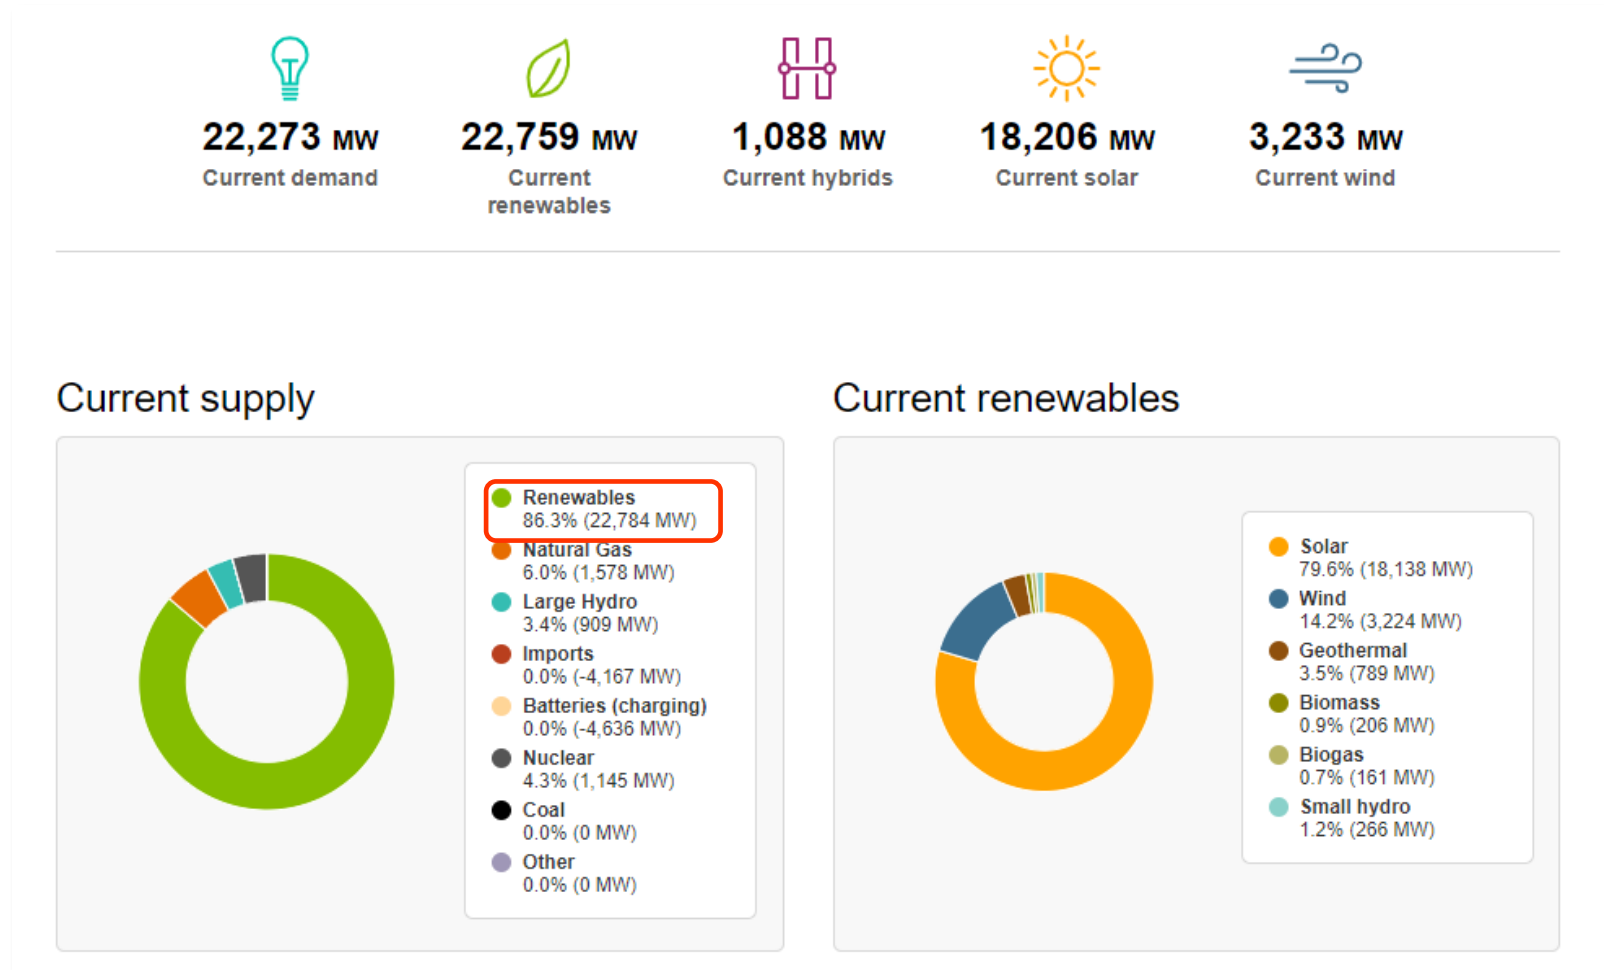 22,273 MW
Current demand
22,759 MW
Current
renewables
1,088 MW
Current hybrids
18,206 MW
Current solar
3,233 MW
Current wind
Current supply
Renewables
86.3% (22,784 MW)
Natural Gas
6.0% (1,578 MW)
Large Hydro
3.4% (909 MW)
Imports
0.0% (-4,167 MW)
Batteries (charging)
0.0% (-4,636 MW)
Nuclear
4.3% (1,145 MW)
Coal
0.0% (0 MW)
Other
0.0% (0 MW)
Current renewables
Solar
79.6% (18,138 MW)
Wind
14.2% (3,224 MW)
Geothermal
3.5% (789 MW)
Biomass
0.9% (206 MW)
Biogas
0.7% (161 MW)
Small hydro
1.2% (266 MW)